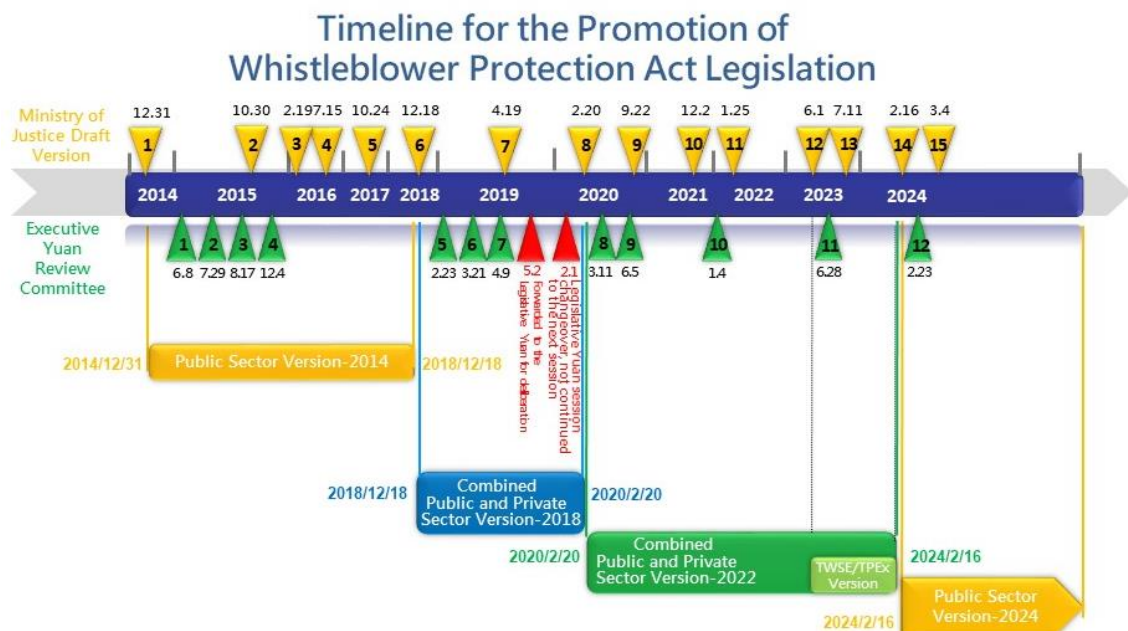 Timeline for the Promotion of
Whistleblower Protection Act Legislation
Ministry of
Justice Draft
Version
12.31
10.30
2.19
7.15
10.24
12.18
4.19
2.20
9.22
12.2
1.25
6.1
7.11
2.16
3.4
1
2
3
4
5
6
7
8
9
10
11
12
13
14
15
2014
2015
2016
2017
2018
2019
2020
2021
2022
2023
2024
Executive
Yuan
Review
Committee
1
2
3
4
5
6
7
8
9
10
11
12
6.8
7.29
8.17
12.4
2.23
3.21
4.9
5.2
2.1
3.11
6.5
1.4
6.28
2.23
Forwarded to the
Legislative Yuan for deliberation
Legislative Yuan session
changeover, not continued
to the next session
2014/12/31
Public Sector Version-2014
2018/12/18
2018/12/18
Combined
Public and Private
Sector Version-2018
2020/2/20
2020/2/20
Combined
Public and Private
Sector Version-2022
TWSE/TPEx
Version
2024/2/16
2024/2/16
Public Sector
Version-2024